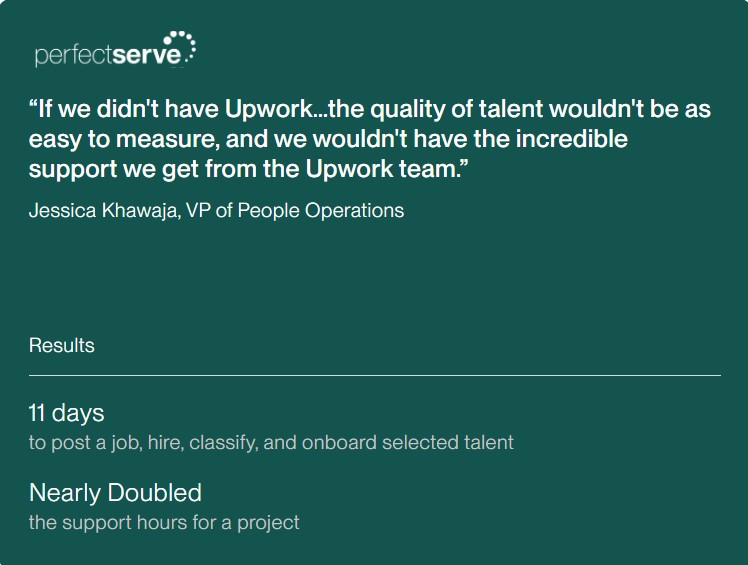 perfectserve
“If we didn't have Upwork...the quality of talent wouldn't be as
easy to measure, and we wouldn't have the incredible
support we get from the Upwork team.”
Jessica Khawaja, VP of People Operations
Results
11 days
to post a job, hire, classify, and onboard selected talent
Nearly Doubled
the support hours for a project